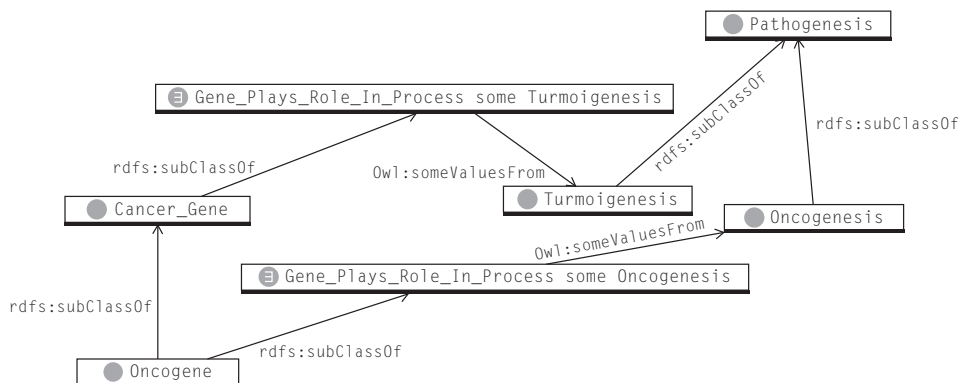 Pathogenesis
Ǝ Gene_Plays_Role_In_Process some Turmoigenesis
rdfs:subClassOf
rdfs:subClassOf
rdfs:subClassOf
Owl:someValuesFrom
Turmoigenesis
Cancer_Gene
Oncogenesis
Owl:someValuesFrom
Ǝ Gene_Plays_Role_In_Process some Oncogenesis
rdfs:subClassOf
rdfs:subClassOf
Oncogene